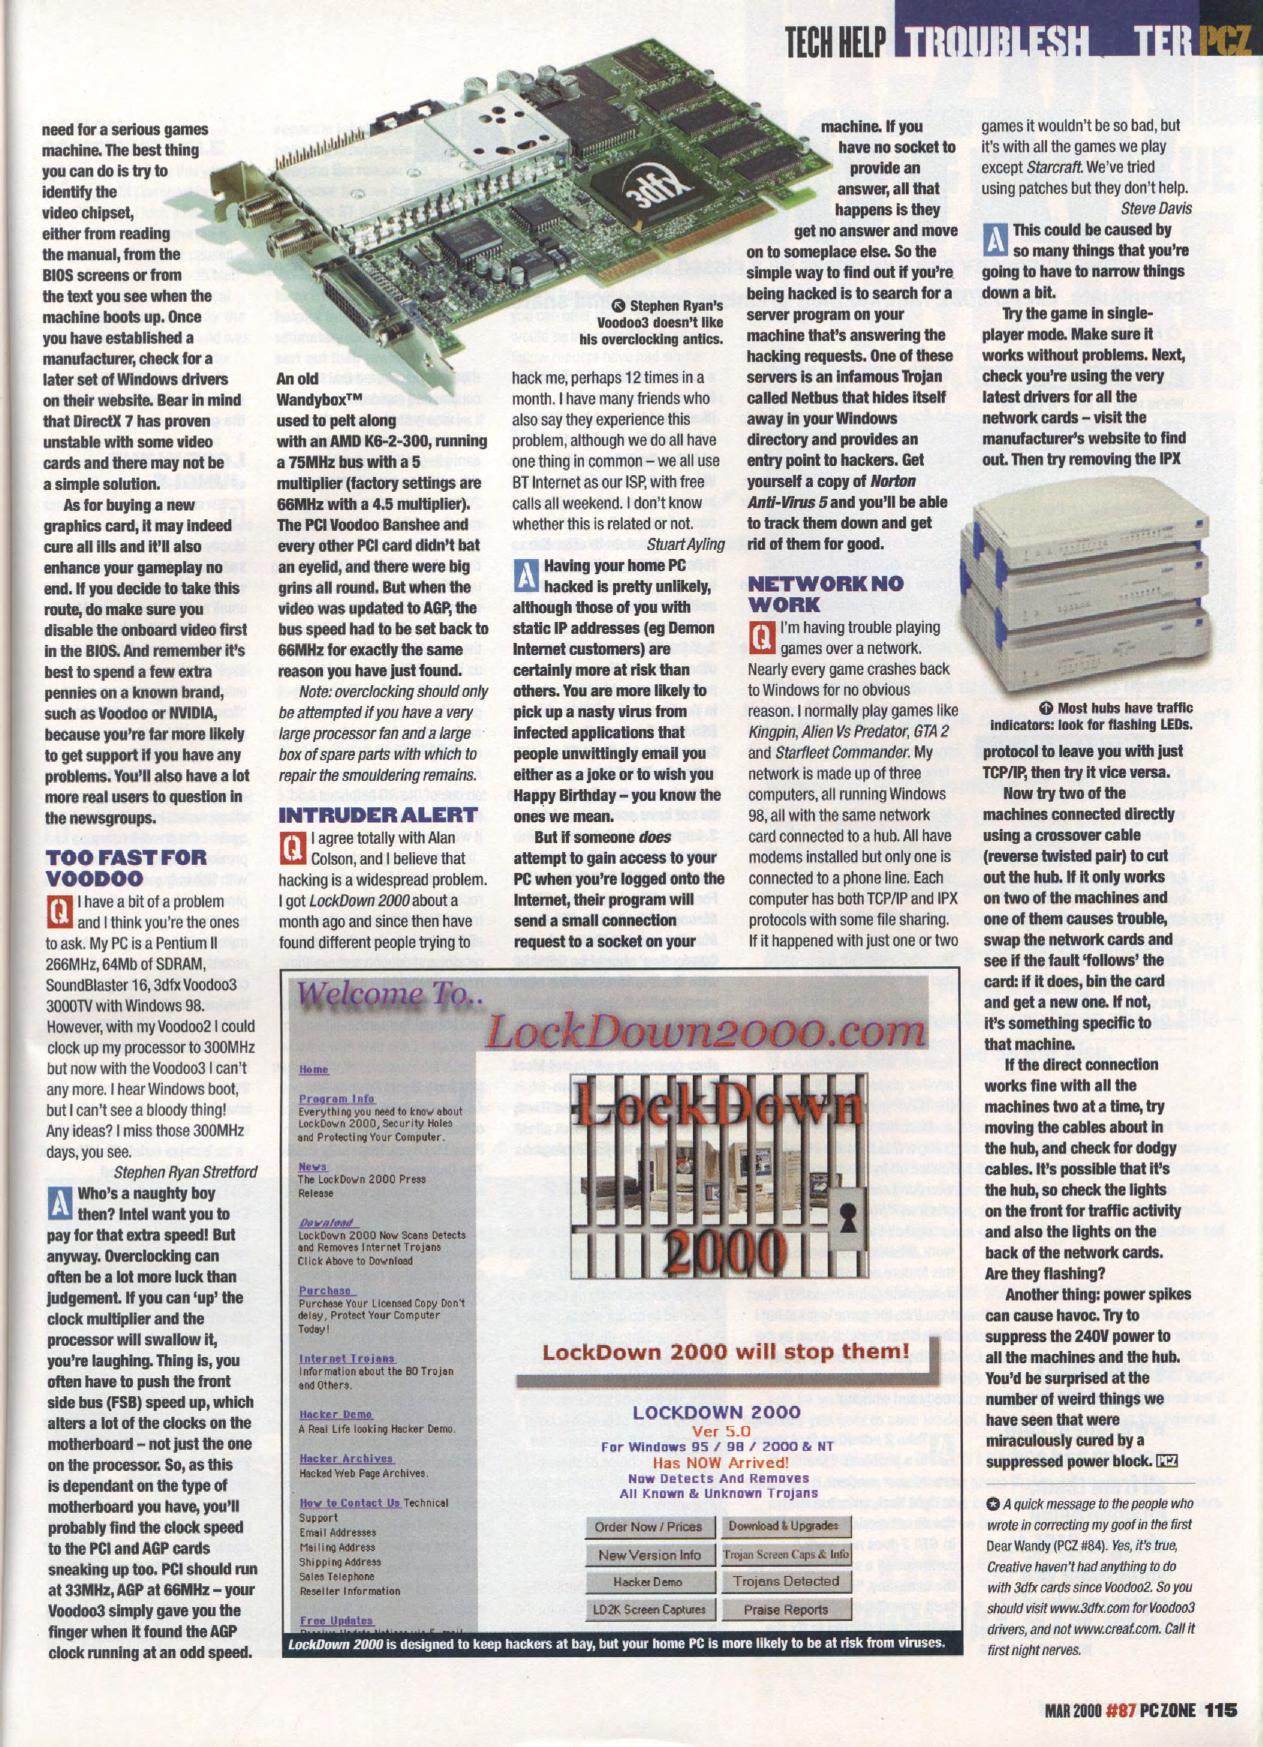 TECH HELP TROUBLESH TER PCZ
need for a serious games
machine. The best thing
you can do is try to
identify the
video chipset,
either from reading
the manual, from the
BIOS screens or from
the text you see when the
machine boots up. Once
you have established a
manufacturer, check for a
later set of Windows drivers
on their website. Bear in mind
that DirectX 7 has proven
unstable with some video
cards and there may not be
a simple solution.
As for buying a new
graphics card, it may indeed
cure all ills and it'll also
enhance your gameplay no
end. If you decide to take this
route, do make sure you
disable the onboard video first
in the BIOS. And remember it's
best to spend a few extra
pennies on a known brand,
such as Voodoo or NVIDIA,
because you're far more likely
to get support if you have any
problems. You'll also have a lot
more real users to question in
the newsgroups.
TOO FAST FOR
VOODOO
Q I have a bit of a problem
and I think you're the ones
to ask. My PC is a Pentium II
266MHz, 64Mb of SDRAM,
SoundBlaster 16, 3dfx Voodoo3
3000TV with Windows 98.
However, with my Voodoo2 I could
clock up my processor to 300MHz
but now with the Voodoo3 I can't
any more. I hear Windows boot,
but I can't see a bloody thing!
Any ideas? I miss those 300MHz
days, you see.
Stephen Ryan Stretford
A Who's a naughty boy
then? Intel want you to
pay for that extra speed! But
anyway. Overclocking can
often be a lot more luck than
judgement. If you can 'up' the
clock multiplier and the
processor will swallow it,
you're laughing. Thing is, you
often have to push the front
side bus (FSB) speed up, which
alters a lot of the clocks on the
motherboard – not just the one
on the processor. So, as this
is dependant on the type of
motherboard you have, you'll
probably find the clock speed
to the PCI and AGP cards
sneaking up too. PCI should run
at 33MHz, AGP at 66MHz – your
Voodoo3 simply gave you the
finger when it found the AGP
clock running at an odd speed.
3dfx
Stephen Ryan's
Voodoo3 doesn't like
his overclocking antics.
An old
Wandybox™
used to pelt along
with an AMD K6-2-300, running
a 75MHz bus with a 5
multiplier (factory settings are
66MHz with a 4.5 multiplier).
The PCI Voodoo Banshee and
every other PCI card didn't bat
an eyelid, and there were big
grins all round. But when the
video was updated to AGP, the
bus speed had to be set back to
66MHz for exactly the same
reason you have just found.
Note: overclocking should only
be attempted if you have a very
large processor fan and a large
box of spare parts with which to
repair the smouldering remains.
INTRUDER ALERT
Q I agree totally with Alan
Colson, and I believe that
hacking is a widespread problem.
I got LockDown 2000 about a
month ago and since then have
found different people trying to
hack me, perhaps 12 times in a
month. I have many friends who
also say they experience this
problem, although we do all have
one thing in common – we all use
BT Internet as our ISP, with free
calls all weekend. I don't know
whether this is related or not.
Stuart Ayling
A Having your home PC
hacked is pretty unlikely,
although those of you with
static IP addresses (eg Demon
Internet customers) are
certainly more at risk than
others. You are more likely to
pick up a nasty virus from
infected applications that
people unwittingly email you
either as a joke or to wish you
Happy Birthday – you know the
ones we mean.
But if someone does
attempt to gain access to your
PC when you're logged onto the
Internet, their program will
send a small connection
request to a socket on your
machine. If you
have no socket to
provide an
answer, all that
happens is they
get no answer and move
on to someplace else. So the
simple way to find out if you're
being hacked is to search for a
server program on your
machine that's answering the
hacking requests. One of these
servers is an infamous Trojan
called Netbus that hides itself
away in your Windows
directory and provides an
entry point to hackers. Get
yourself a copy of Norton
Anti-Virus 5 and you'll be able
to track them down and get
rid of them for good.
NETWORK NO
WORK
Q I'm having trouble playing
games over a network.
Nearly every game crashes back
to Windows for no obvious
reason. I normally play games like
Kingpin, Alien Vs Predator, GTA 2
and Starfleet Commander. My
network is made up of three
computers, all running Windows
98, all with the same network
card connected to a hub. All have
modems installed but only one is
connected to a phone line. Each
computer has both TCP/IP and IPX
protocols with some file sharing.
If it happened with just one or two
games it wouldn't be so bad, but
it's with all the games we play
except Starcraft. We've tried
using patches but they don't help.
Steve Davis
A This could be caused by
so many things that you're
going to have to narrow things
down a bit.
Try the game in single-
player mode. Make sure it
works without problems. Next,
check you're using the very
latest drivers for all the
network cards – visit the
manufacturer's website to find
out. Then try removing the IPX
Most hubs have traffic
indicators: look for flashing LEDs.
protocol to leave you with just
TCP/IP, then try it vice versa.
Now try two of the
machines connected directly
using a crossover cable
(reverse twisted pair) to cut
out the hub. If it only works
on two of the machines and
one of them causes trouble,
swap the network cards and
see if the fault 'follows' the
card: if it does, bin the card
and get a new one. If not,
it's something specific to
that machine.
If the direct connection
works fine with all the
machines two at a time, try
moving the cables about in
the hub, and check for dodgy
cables. It's possible that it's
the hub, so check the lights
on the front for traffic activity
and also the lights on the
back of the network cards.
Are they flashing?
Another thing: power spikes
can cause havoc. Try to
suppress the 240V power to
all the machines and the hub.
You'd be surprised at the
number of weird things we
have seen that were
miraculously cured by a
suppressed power block. PCZ
A quick message to the people who
wrote in correcting my goof in the first
Dear Wandy (PCZ #84). Yes, it's true,
Creative haven't had anything to do
with 3dfx cards since Voodoo2. So you
should visit www.3dfx.com for Voodoo3
drivers, and not www.creaf.com. Call it
first night nerves.
Welcome To..
LockDown2000.com
Home
Program Info
Everything you need to know about
LockDown 2000, Security Holes
and Protecting Your Computer.
News
The LockDown 2000 Press
Release
Download
LockDown 2000 Now Scans Detects
and Removes Internet Trojans
Click Above to Download
Purchase
Purchase Your Licensed Copy Don't
delay, Protect Your Computer
Today!
Internet Trojans
Information about the BO Trojan
and Others.
Hacker Demo
A Real Life looking Hacker Demo.
Hacker Archives
Hacked Web Page Archives.
How to Contact Us Technical
Support
Email Addresses
Mailing Address
Shipping Address
Sales Telephone
Reseller Information
Free Updates
LockDown
2000
LockDown 2000 will stop them!
LOCKDOWN 2000
Ver 5.0
For Windows 95 / 98 / 2000 & NT
Has NOW Arrived!
Now Detects And Removes
All Known & Unknown Trojans
Order Now / Prices Download & Upgrades
New Version Info Trojan Screen Caps & Info
Hacker Demo Trojans Detected
LD2K Screen Captures Praise Reports
LockDown 2000 is designed to keep hackers at bay, but your home PC is more likely to be at risk from viruses.
MAR 2000 #87 PC ZONE 115